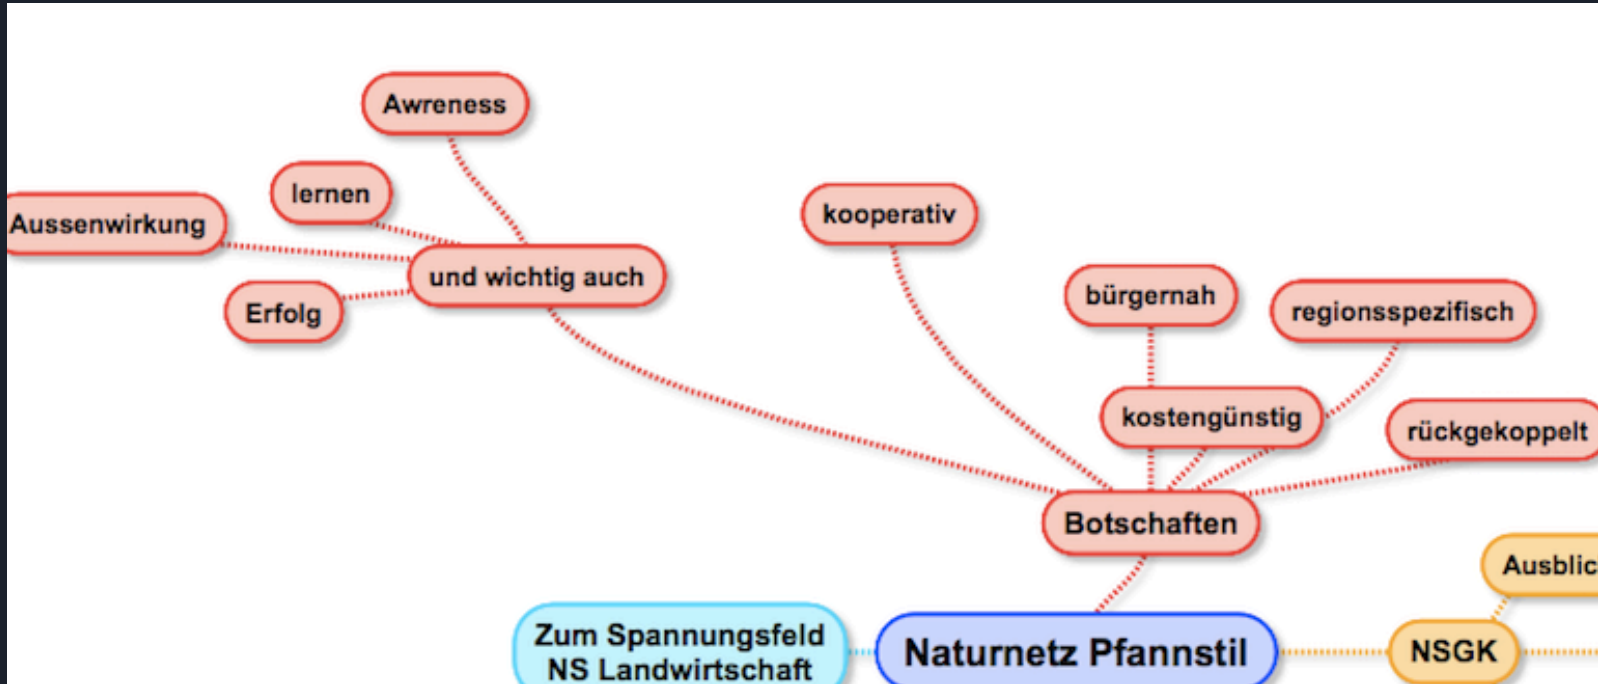 Awreness
lernen
Aussenwirkung
kooperativ
und wichtig auch
bürgernah
Erfolg
regionsspezifisch
kostengünstig
rückgekoppelt
Botschaften
Ausblic
Zum Spannungsfeld
NS Landwirtschaft
Naturnetz Pfannstil
NSGK